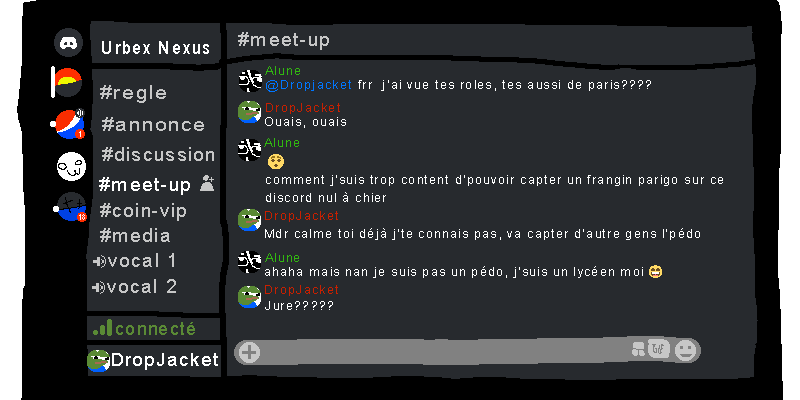 Urbex Nexus
#regle
#annonce
#discussion
#meet-up
#coin-vip
#media
vocal 1
vocal 2
connecté
DropJacket
1
16
#meet-up
Alune
@Dropjacket frr j'ai vue tes roles, tes aussi de paris????
DropJacket
Ouais, ouais
Alune
comment j'suis trop content d'pouvoir capter un frangin parigo sur ce
discord nul à chier
DropJacket
Mdr calme toi déjà j'te connais pas, va capter d'autre gens l'pédo
Alune
ahaha mais nan je suis pas un pédo, j'suis un lycéen moi 😁
DropJacket
Jure?????
GIF